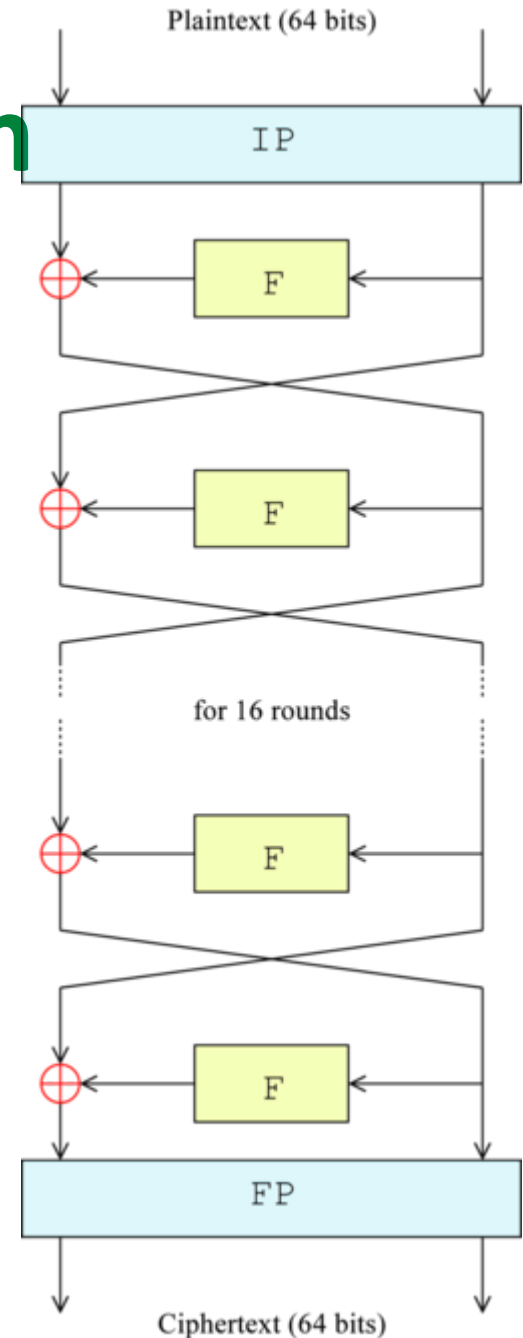 Plaintext (64 bits)
n
IP
F
F
for 16 rounds
F
F
FP
Ciphertext (64 bits)